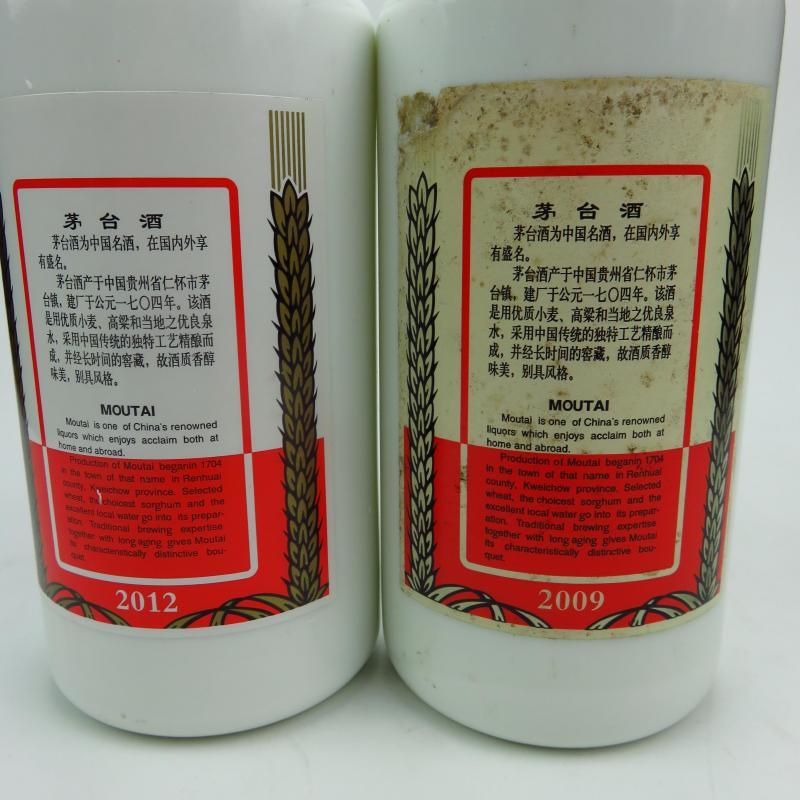 茅台酒
茅台酒为中国名酒，在国内外享
有盛名。
茅台酒产于中国贵州省仁怀市茅
台镇，建厂于公元一七〇四年。该酒
是用优质小麦、高粱和当地之优良泉
水，采用中国传统的独特工艺精酿而
成，并经长时间的窖藏，故酒质香醇
味美，别具风格。
MOUTAI
Moutai is one of China's renowned
liquors which enjoys acclaim both at
home and abroad.
Production of Moutai beganin 1704
in the town of that name in Renhuai
county, Kweichow province. Selected
wheat, the choicest sorghum and the
excellent local water go into its prepar-
ation. Traditional brewing expertise
together with long aging gives Moutai
its characteristically distinctive bou-
quet.
2012
茅台酒
茅台酒为中国名酒，在国内外享
有盛名。
茅台酒产于中国贵州省仁怀市茅
台镇，建厂于公元一七〇四年。该酒
是用优质小麦、高粱和当地之优良泉
水，采用中国传统的独特工艺精酿而
成，并经长时间的窖藏，故酒质香醇
味美，别具风格。
MOUTAI
Moutai is one of China's renowned
liquors which enjoys acclaim both at
home and abroad.
Production of Moutai beganin 1704
in the town of that name in Renhuai
county, Kweichow province. Selected
wheat, the choicest sorghum and the
excellent local water go into its prepar-
ation. Traditional brewing expertise
together with long aging gives Moutai
its characteristically distinctive bou-
quet.
2009